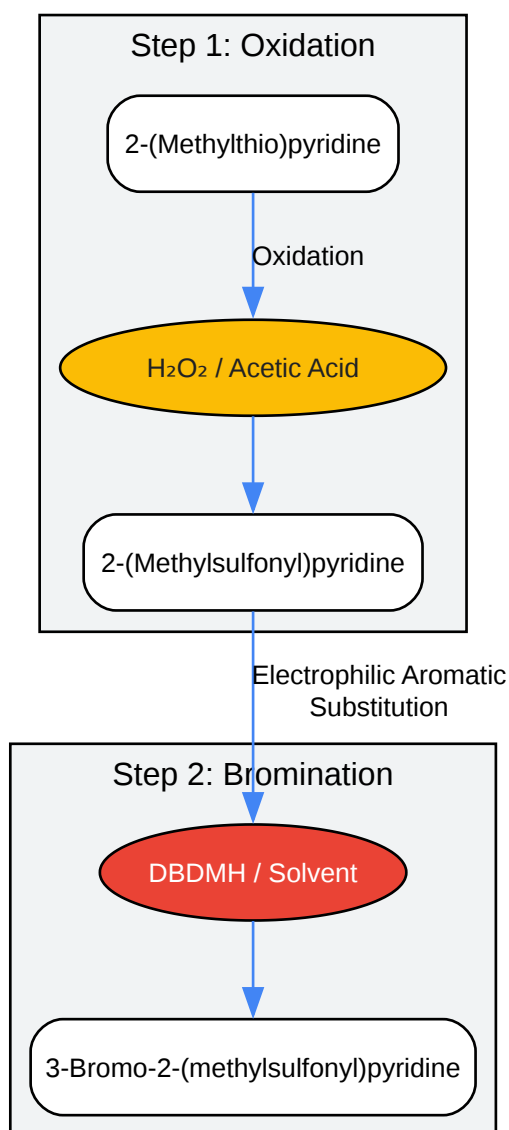 Step 1: Oxidation
2-(Methylthio)pyridine
Oxidation
H₂O₂ / Acetic Acid
2-(Methylsulfonyl)pyridine
Electrophilic Aromatic
Substitution
Step 2: Bromination
DBDMH / Solvent
3-Bromo-2-(methylsulfonyl)pyridine